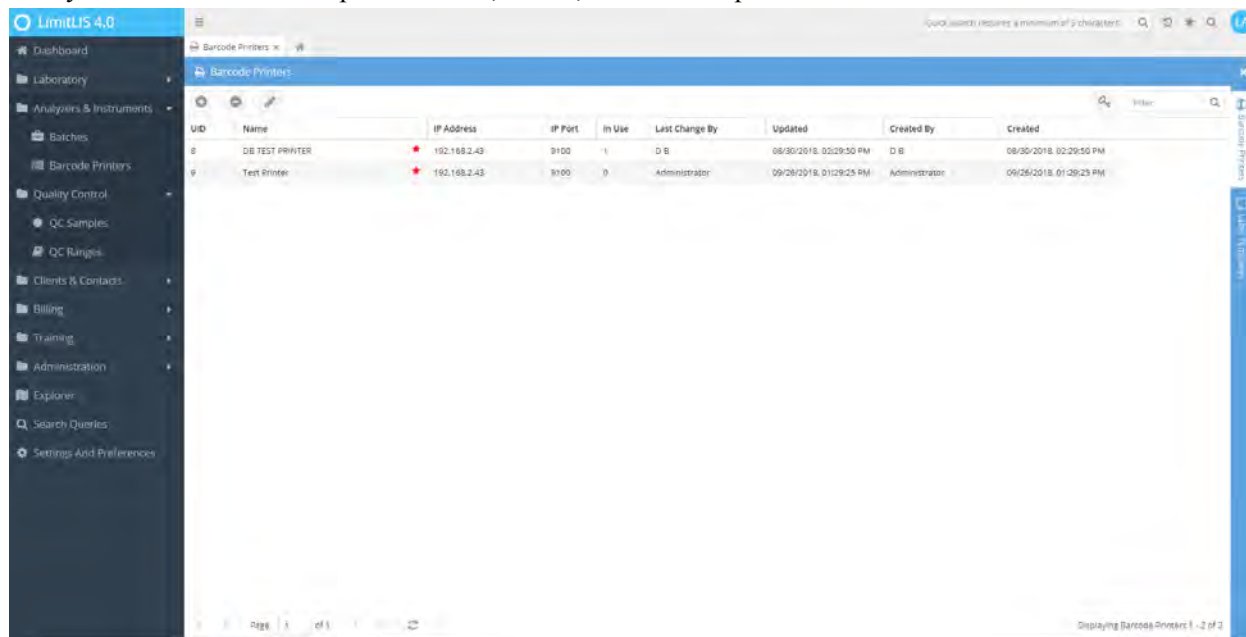 LimitLIS 4.0
Quick search requires a minimum of 3 characters
Dashboard
Laboratory
Analyzers & Instruments
Batches
Barcode Printers
Quality Control
QC Samples
QC Ranges
Clients & Contacts
Billing
Training
Administration
Explorer
Search Queries
Settings And Preferences
Barcode Printers ×
Barcode Printers
Filter
UID Name IP Address IP Port In Use Last Change By Updated Created By Created
8 DB TEST PRINTER 192.168.2.43 9100 1 D B 08/30/2018, 02:29:50 PM D B 08/30/2018, 02:29:50 PM
9 Test Printer 192.168.2.43 9100 0 Administrator 09/26/2018, 01:29:25 PM Administrator 09/26/2018, 01:29:25 PM
Page 1 of 1
Displaying Barcode Printers 1 - 2 of 2
Barcode Printers